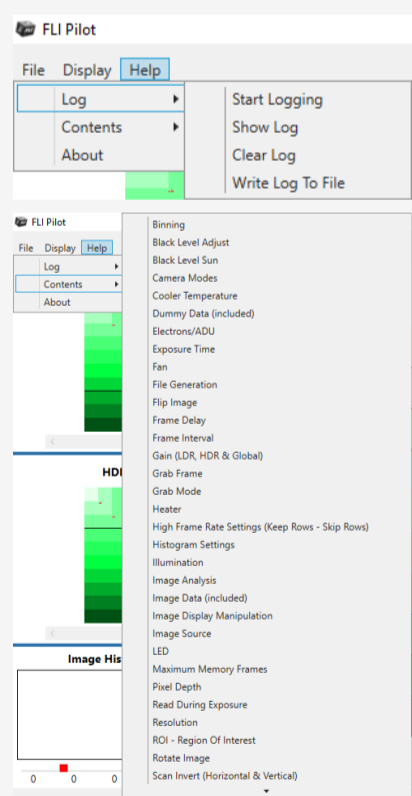 FLI Pilot
File Display Help
Log Start Logging
Contents Show Log
About Clear Log
Write Log To File
FLI Pilot
File Display Help
Log
Contents
About
Binning
Black Level Adjust
Black Level Sun
Camera Modes
Cooler Temperature
Dummy Data (included)
Electrons/ADU
Exposure Time
Fan
File Generation
Flip Image
Frame Delay
Frame Interval
Gain (LDR, HDR & Global)
Grab Frame
Grab Mode
Heater
High Frame Rate Settings (Keep Rows - Skip Rows)
Histogram Settings
Illumination
Image Analysis
Image Data (included)
Image Display Manipulation
Image Source
LED
Maximum Memory Frames
Pixel Depth
Read During Exposure
Resolution
ROI - Region Of Interest
Rotate Image
Scan Invert (Horizontal & Vertical)
HD
Image His
0 0 0